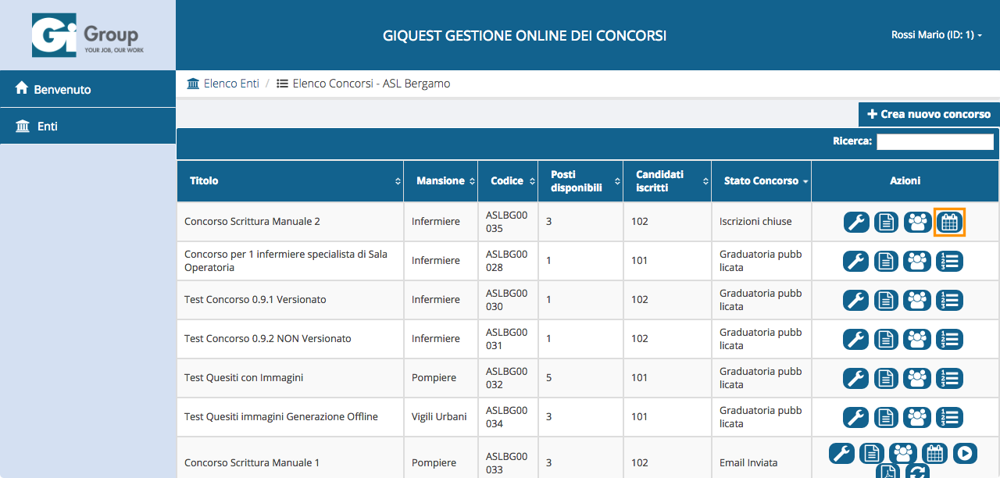 Gi Group
YOUR JOB, OUR WORK
GIQUEST GESTIONE ONLINE DEI CONCORSI
Rossi Mario (ID: 1)
Benvenuto
Enti
Elenco Enti / Elenco Concorsi - ASL Bergamo
Crea nuovo concorso
Ricerca:
Titolo Mansione Codice Posti disponibili Candidati iscritti Stato Concorso Azioni
Concorso Scrittura Manuale 2 Infermiere ASLBG00035 3 102 Iscrizioni chiuse
Concorso per 1 infermiere specialista di Sala Operatoria Infermiere ASLBG00028 1 101 Graduatoria pubblicata
Test Concorso 0.9.1 Versionato Infermiere ASLBG00030 1 102 Graduatoria pubblicata
Test Concorso 0.9.2 NON Versionato Infermiere ASLBG00031 1 102 Graduatoria pubblicata
Test Quesiti con Immagini Pompiere ASLBG00032 5 101 Graduatoria pubblicata
Test Quesiti immagini Generazione Offline Vigili Urbani ASLBG00034 3 101 Graduatoria pubblicata
Concorso Scrittura Manuale 1 Pompiere ASLBG00033 3 102 Email Inviata